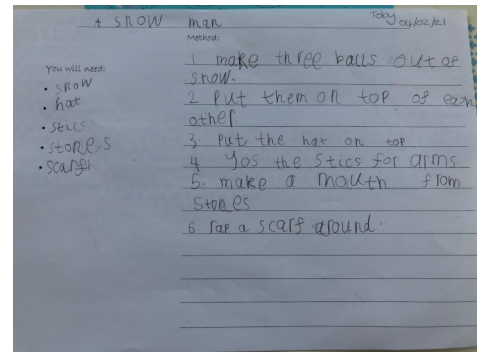 + snow man
Toby 04/02/21
You will need:
• snow
• hat
• stics
• stones
• scarf
Method:
1 make three balls out of
snow.
2 Put them on top of each
other.
3. Put the hat on top
4 yos the stics for arms
5. make a mouth from
stones
6 rap a scarf around.